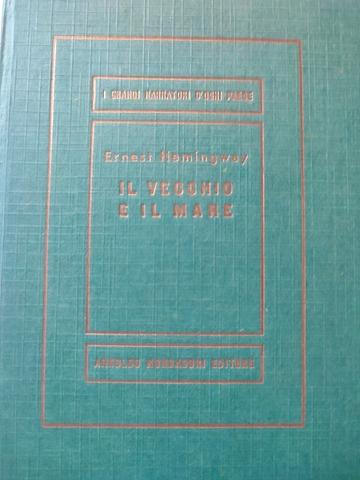 I GRANDI NARRATORI D'OGNI PAESE
Ernest Hemingway
IL VECCHIO
E IL MARE
ARNOLDO MONDADORI EDITORE